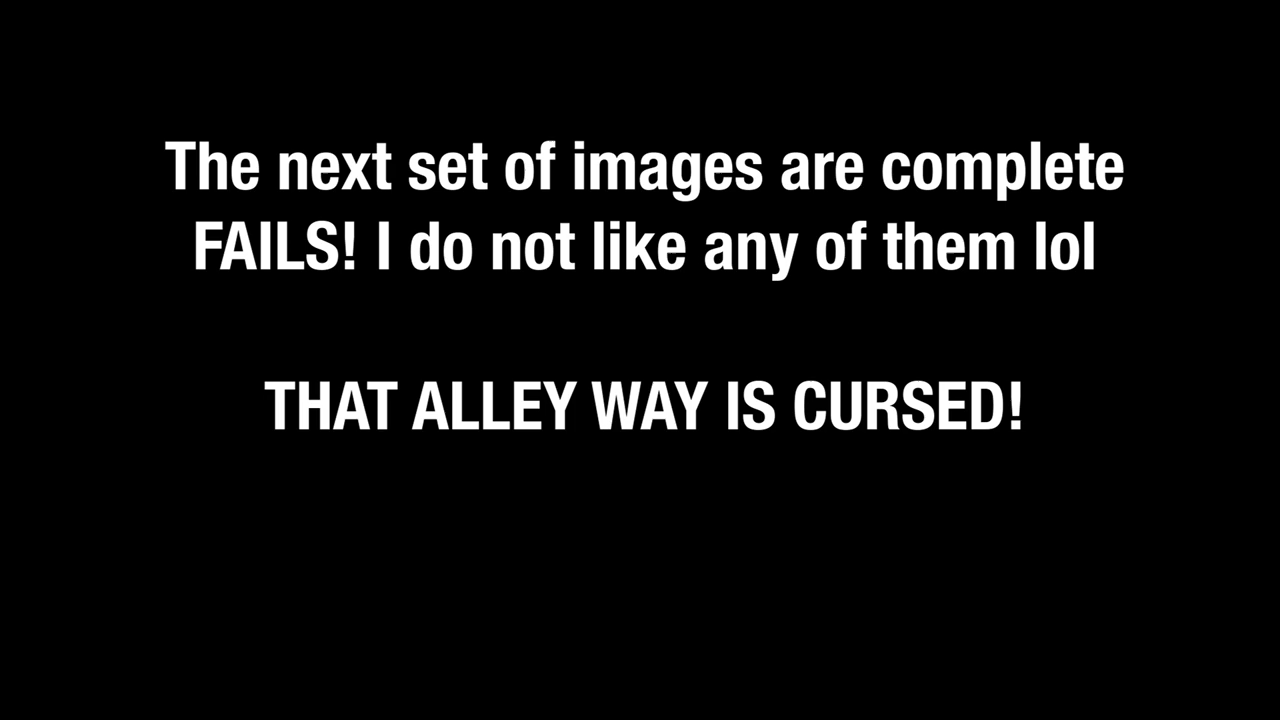 The next set of images are complete
FAILS! I do not like any of them lol
THAT ALLEY WAY IS CURSED!